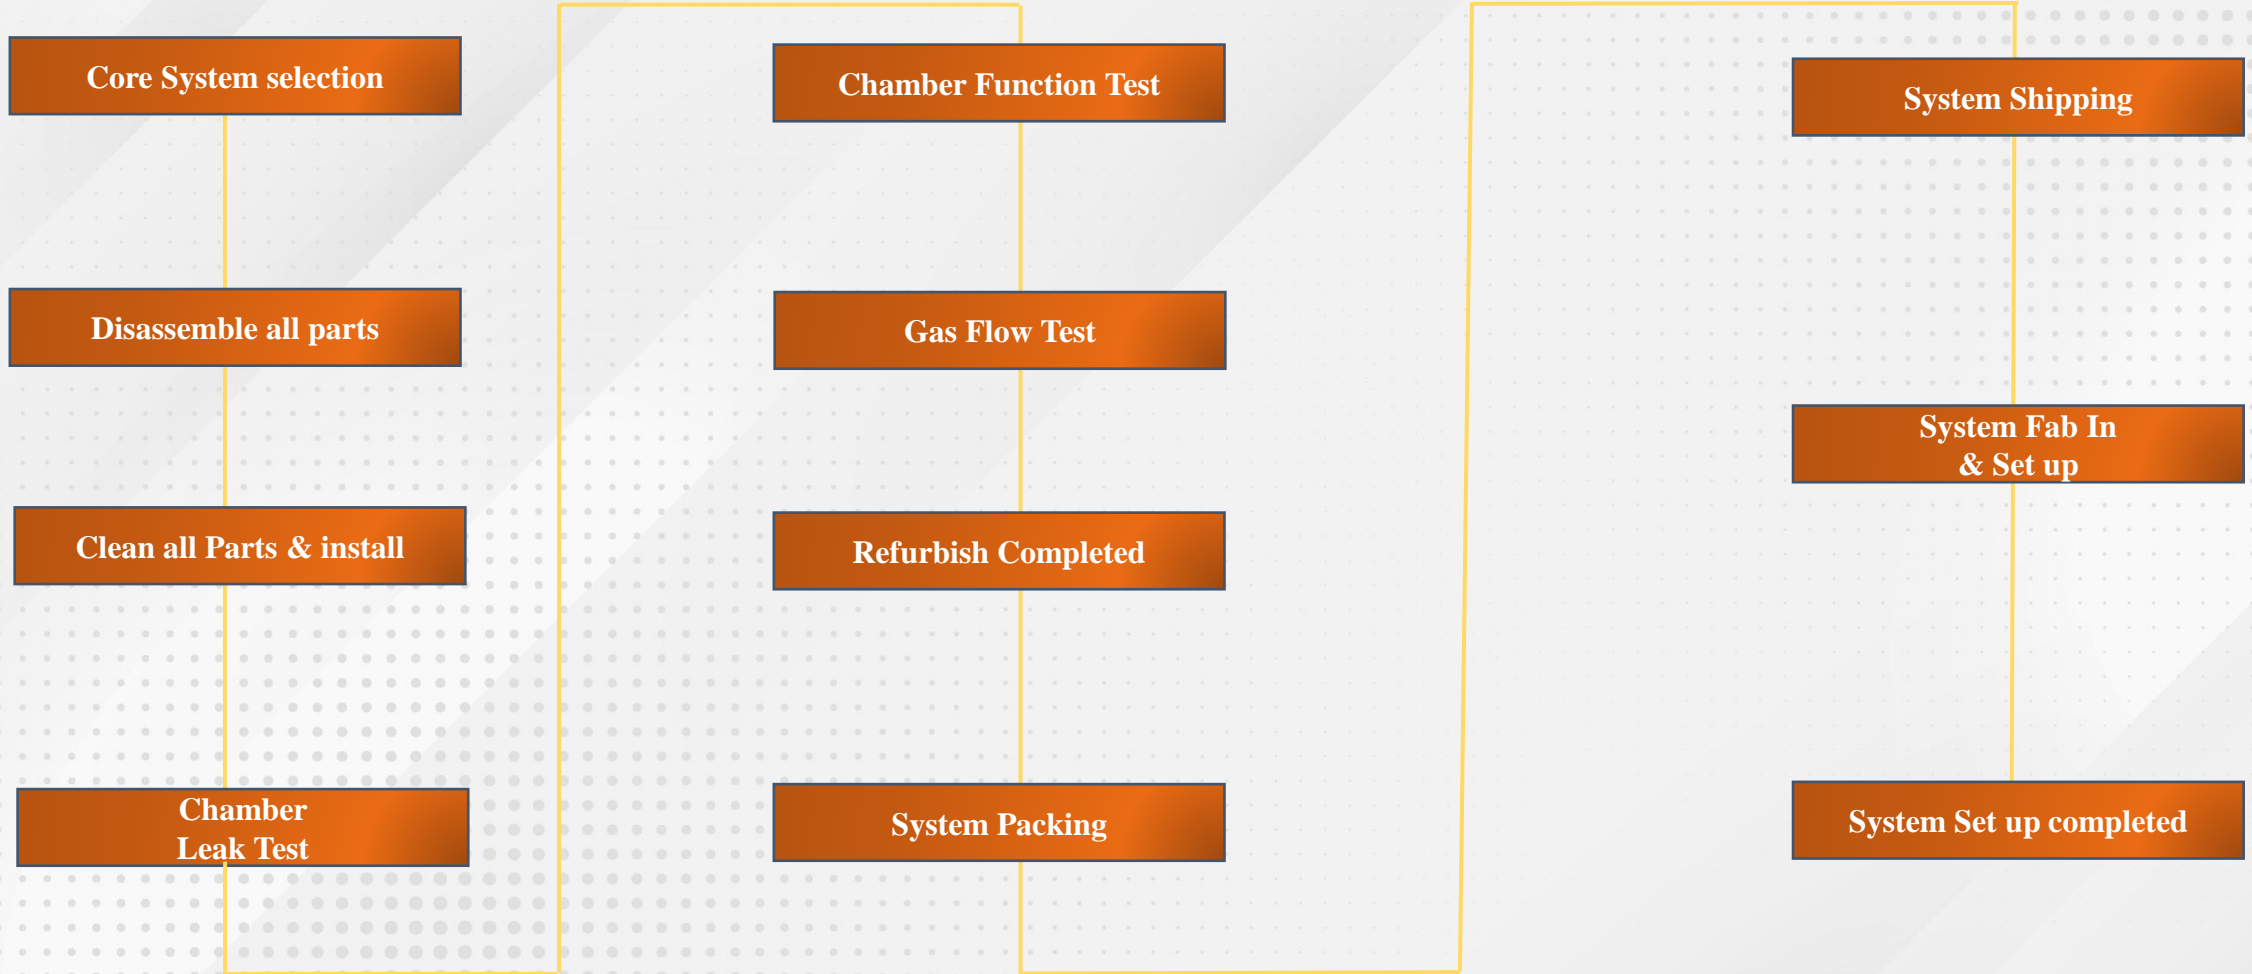 Core System selection
Disassemble all parts
Clean all Parts & install
Chamber
Leak Test
Chamber Function Test
Gas Flow Test
Refurbish Completed
System Packing
System Shipping
System Fab In
& Set up
System Set up completed